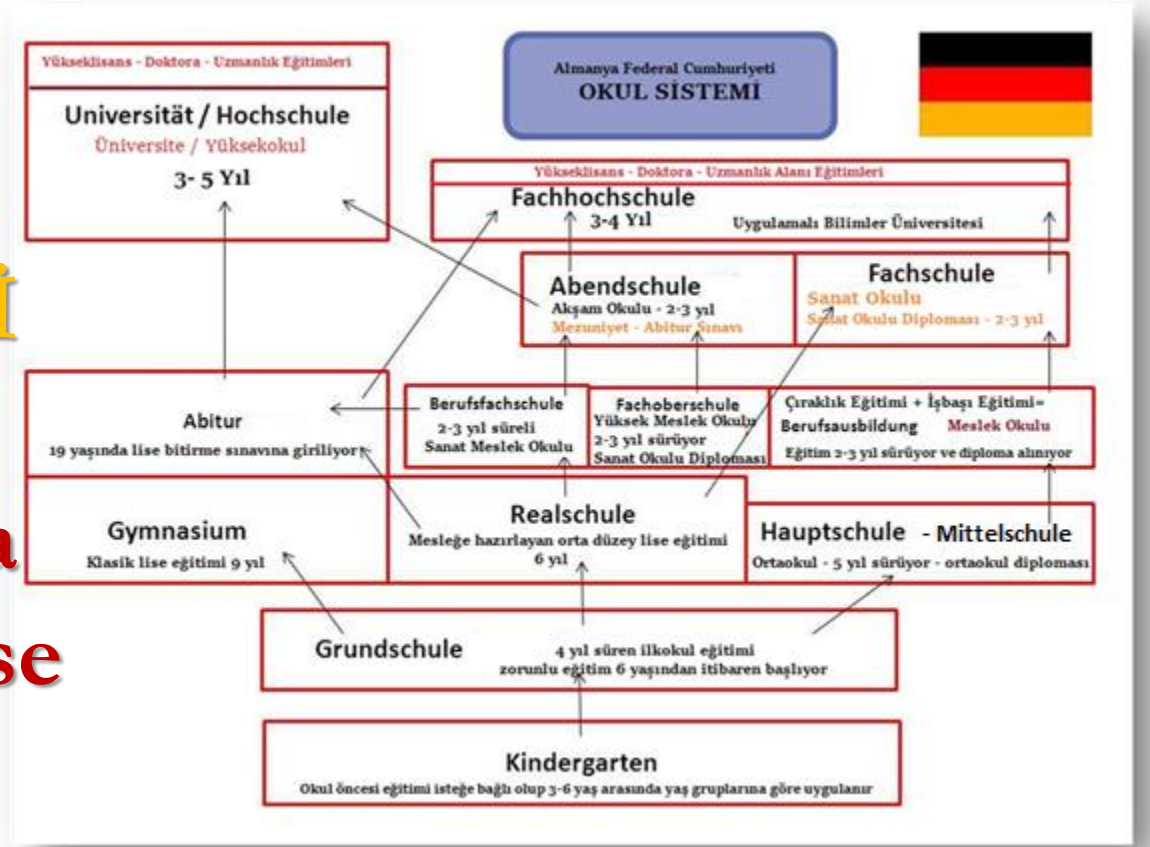 Yükseklisans - Doktora - Uzmanlık Eğitimleri
Universität / Hochschule
Üniversite / Yüksekokul
3- 5 Yıl
Almanya Federal Cumhuriyeti
OKUL SİSTEMİ
Yükseklisans - Doktora - Uzmanlık Alanı Eğitimleri
Fachhochschule
3-4 Yıl
Uygulamalı Bilimler Üniversitesi
Abendschule
Akşam Okulu - 2-3 yıl
Mezuniyet - Abitur Sınavı
Fachschule
Sanat Okulu
Sanat Okulu Diploması - 2-3 yıl
Abitur
19 yaşında lise bitirme sınavına giriliyor
Berufsfachschule
2-3 yıl süreli
Sanat Meslek Okulu
Fachoberschule
Yüksek Meslek Okulu
2-3 yıl sürüyor
Sanat Okulu Diploması
Çıraklık Eğitimi + İşbaşı Eğitimi=
Berufsausbildung Meslek Okulu
Eğitim 2-3 yıl sürüyor ve diploma alınıyor
Gymnasium
Klasik lise eğitimi 9 yıl
Realschule
Mesleğe hazırlayan orta düzey lise eğitimi
6 yıl
Hauptschule - Mittelschule
Ortaokul - 5 yıl sürüyor - ortaokul diploması
Grundschule
4 yıl süren ilkokul eğitimi
zorunlu eğitim 6 yaşından itibaren başlıyor
Kindergarten
Okul öncesi eğitimi isteğe bağlı olup 3-6 yaş arasında yaş gruplarına göre uygulanır
İ
a
se